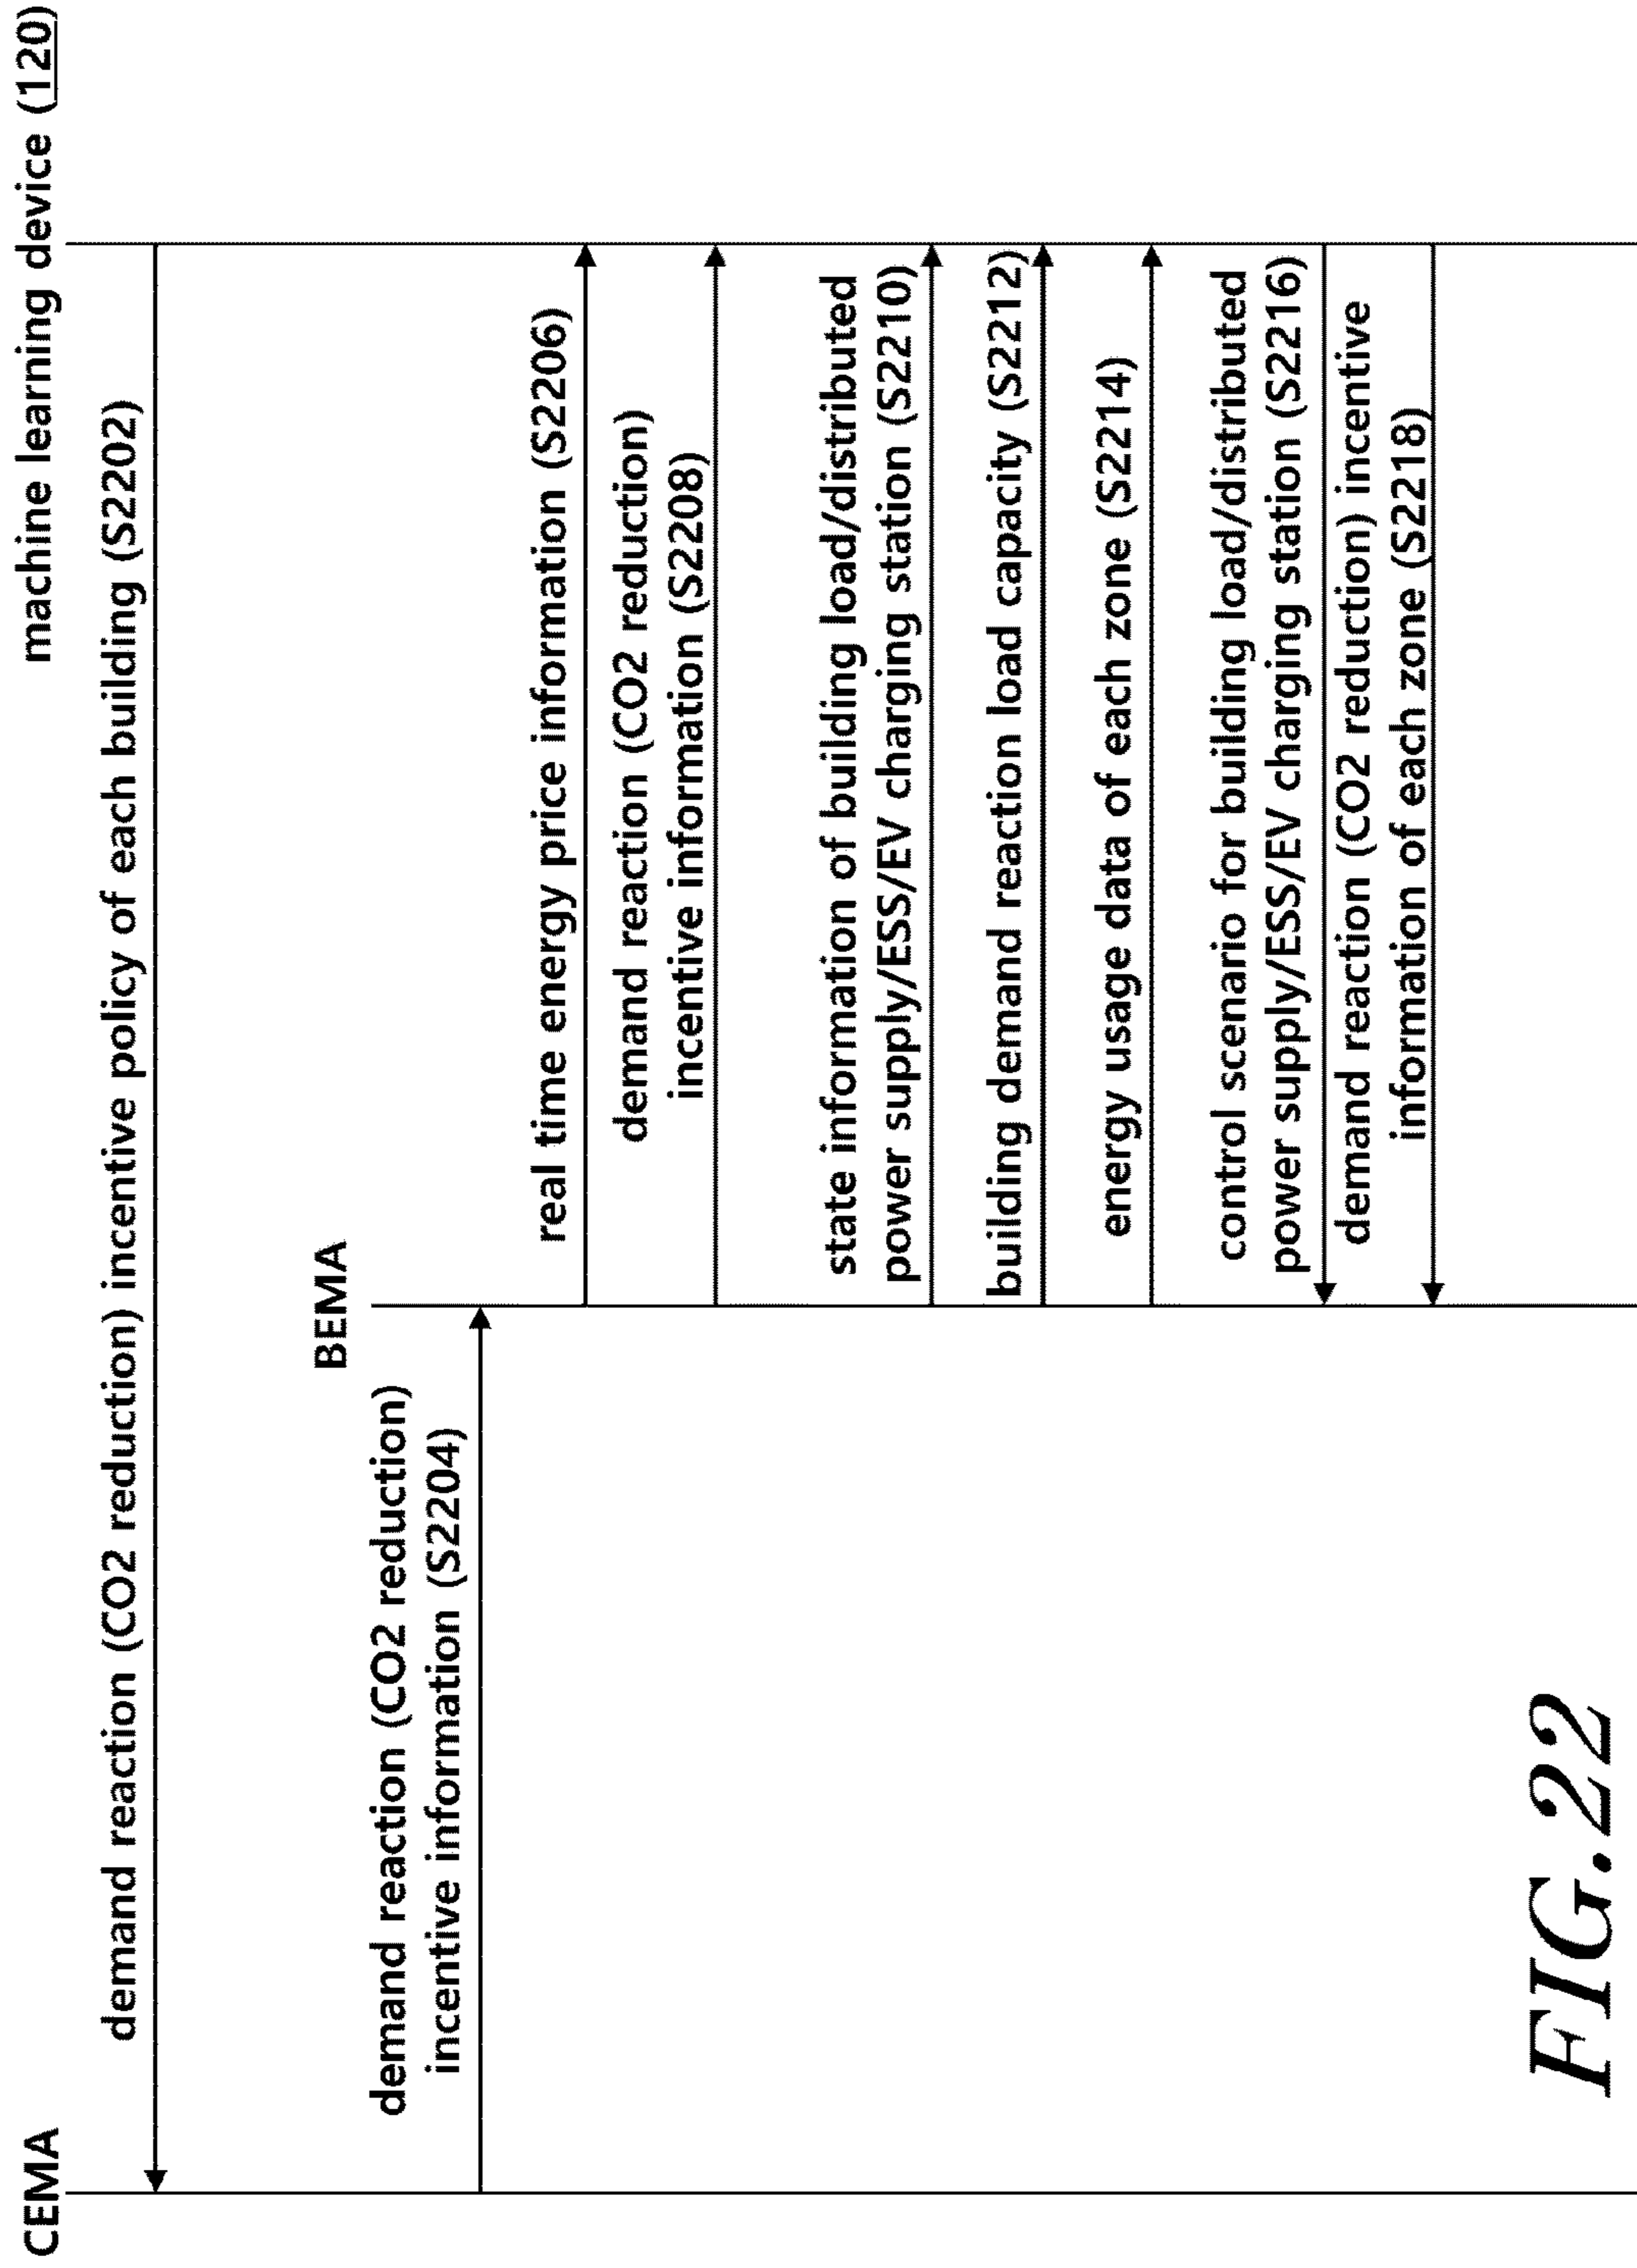 CEMA
machine learning device (120)
demand reaction (CO2 reduction) incentive policy of each building (S2202)
BEMA
demand reaction (CO2 reduction)
incentive information (S2204)
real time energy price information (S2206)
demand reaction (CO2 reduction)
incentive information (S2208)
state information of building load/distributed
power supply/ESS/EV charging station (S2210)
building demand reaction load capacity (S2212)
energy usage data of each zone (S2214)
control scenario for building load/distributed
power supply/ESS/EV charging station (S2216)
demand reaction (CO2 reduction) incentive
information of each zone (S2218)
FIG.22